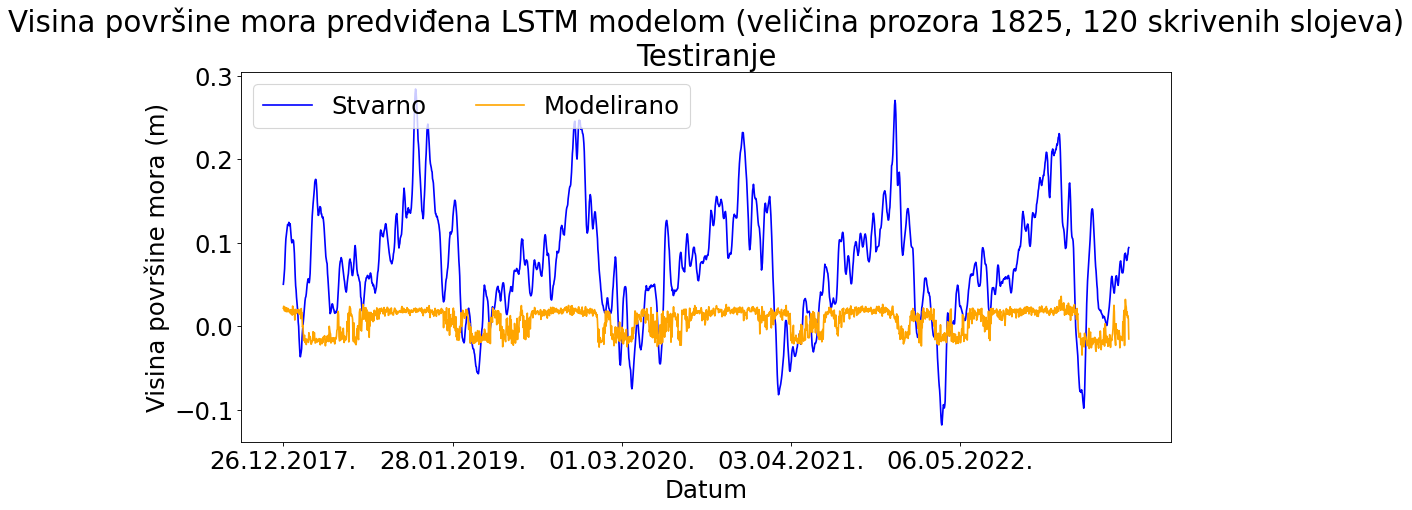 Visina površine mora predviđena LSTM modelom (veličina prozora 1825, 120 skrivenih slojeva)
Testiranje
Stvarno Modelirano
Visina površine mora (m)
0.3
0.2
0.1
0.0
−0.1
26.12.2017. 28.01.2019. 01.03.2020. 03.04.2021. 06.05.2022.
Datum